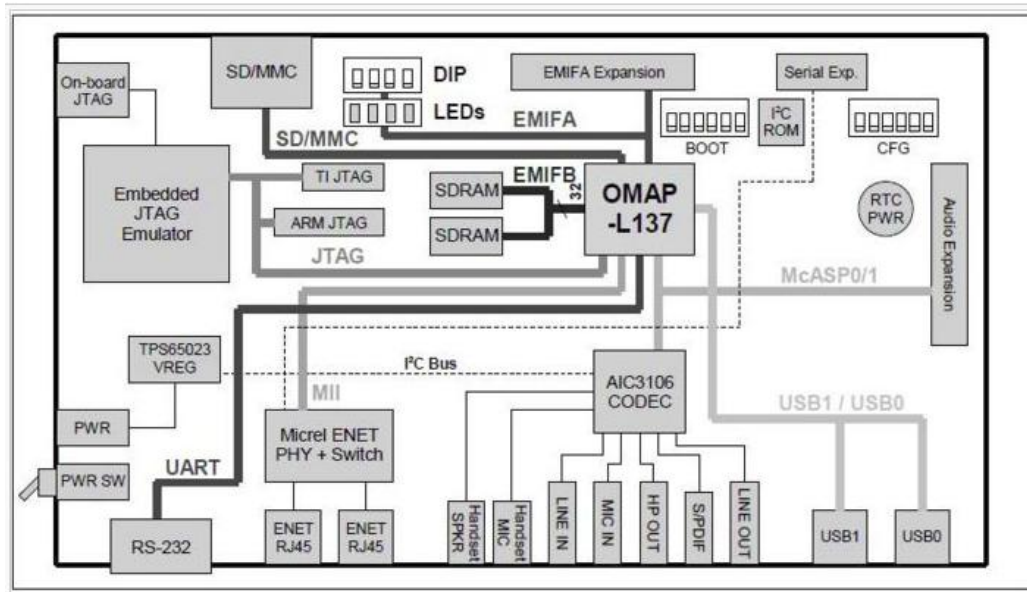 On-board
JTAG
SD/MMC
DIP
LEDs
EMIFA Expansion
Serial Exp.
EMIFA
BOOT
I²C
ROM
CFG
SD/MMC
EMIFB
32
Embedded
JTAG
Emulator
TI JTAG
ARM JTAG
JTAG
SDRAM
SDRAM
OMAP
-L137
RTC
PWR
Audio Expansion
McASP0/1
TPS65023
VREG
I²C Bus
MII
AIC3106
CODEC
USB1 / USB0
PWR
Micrel ENET
PHY + Switch
UART
PWR SW
RS-232
ENET
RJ45
ENET
RJ45
Handset
SPKR
Handset
MIC
LINE IN
MIC IN
HP OUT
S/PDIF
LINE OUT
USB1
USB0